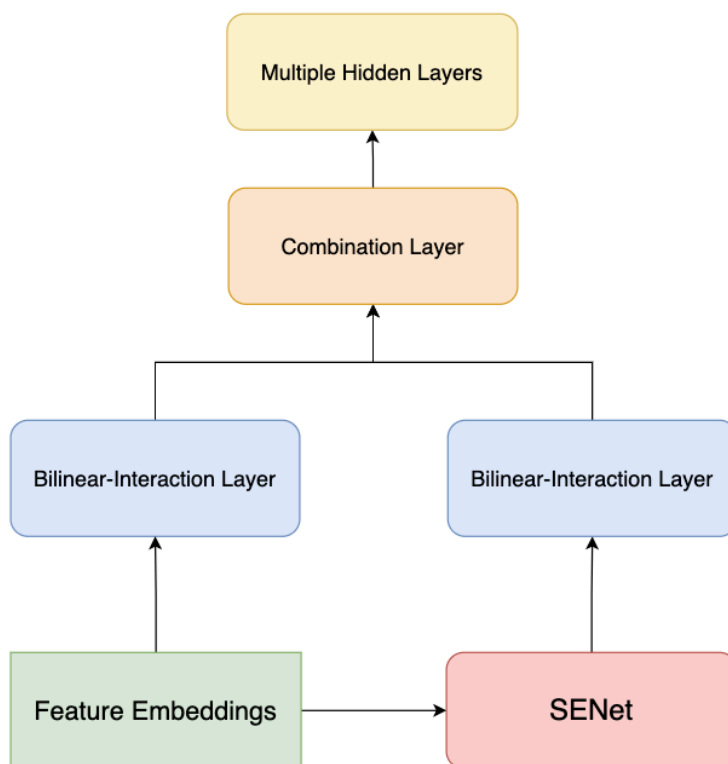 Multiple Hidden Layers
Combination Layer
Bilinear-Interaction Layer
Bilinear-Interaction Layer
Feature Embeddings
SENet